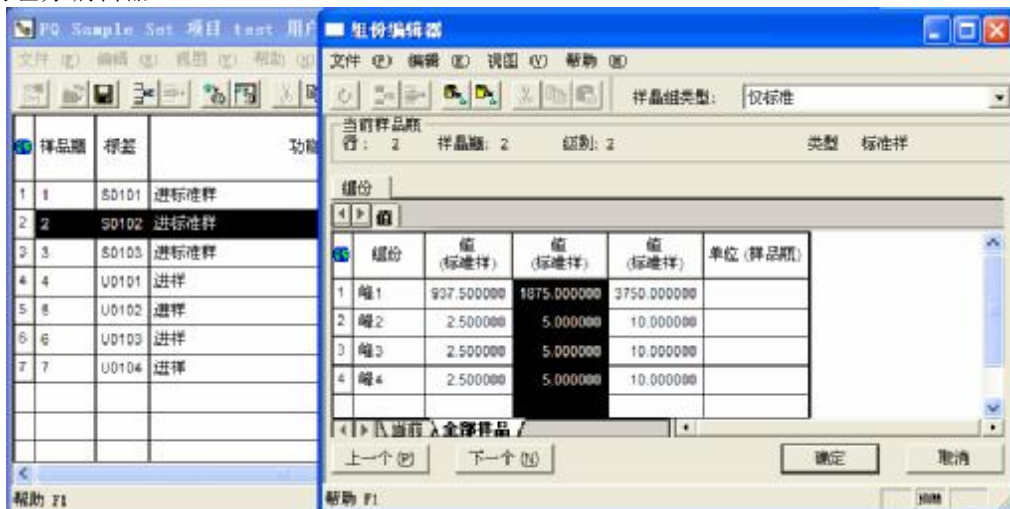 FQ Sample Set 项目 test 用户
文件 (F) 编辑 (E) 视图 (V) 帮助 (H)
样品瓶 标签 功能
1 1 S0101 进标准样
2 2 S0102 进标准样
3 3 S0103 进标准样
4 4 U0101 进样
5 5 U0102 进样
6 6 U0103 进样
7 7 U0104 进样
帮助 F1
组份编辑器
文件 (F) 编辑 (E) 视图 (V) 帮助 (H)
样品组类型: 仅标准
当前样品瓶
行: 2 样品瓶: 2 级别: 2 类型 标准样
组份
值
组份 值 (标准样) 值 (标准样) 值 (标准样) 单位 (样品瓶)
1 峰1 937.500000 1875.000000 3750.000000
2 峰2 2.500000 5.000000 10.000000
3 峰3 2.500000 5.000000 10.000000
4 峰4 2.500000 5.000000 10.000000
当前 全部样品
上一个(P) 下一个(N) 确定 取消
帮助 F1